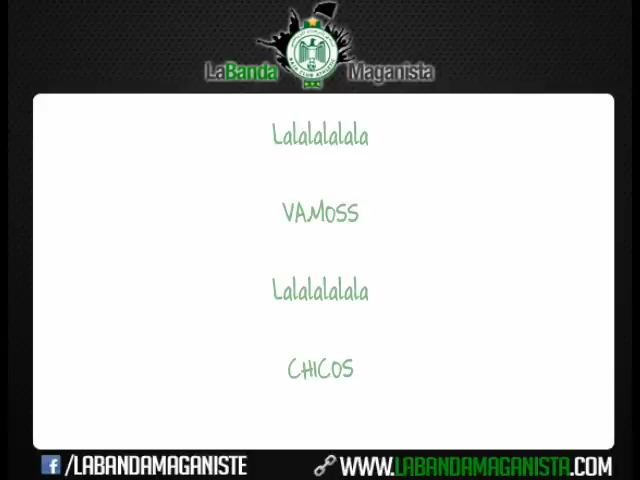 LaBanda Maganista
Lalalalalala
VAMOSS
Lalalalalala
CHICOS
/LABANDAMAGANISTE
WWW.LABANDAMAGANISTA.COM